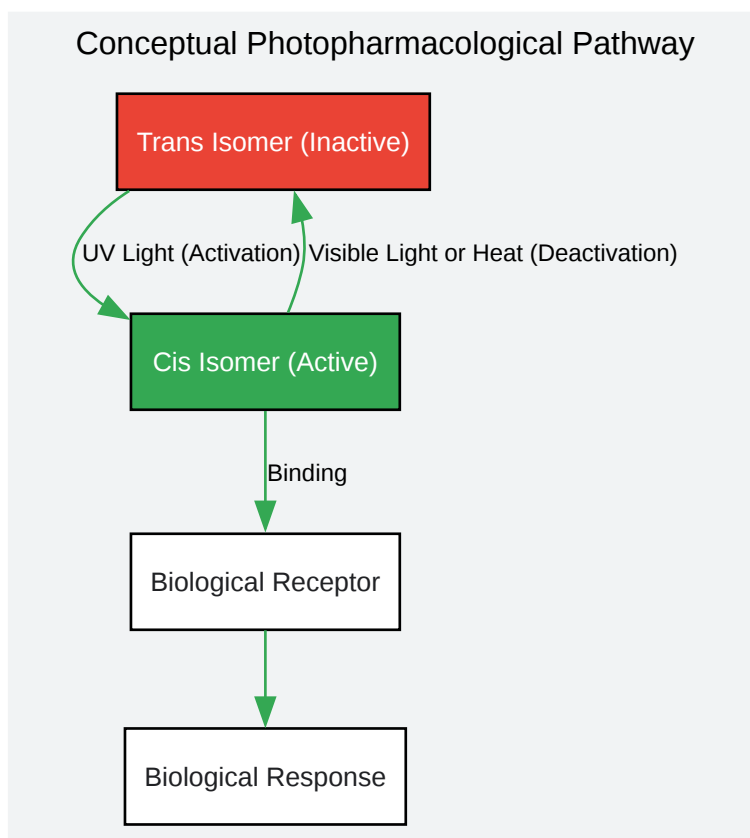 Conceptual Photopharmacological Pathway
Trans Isomer (Inactive)
UV Light (Activation)
Visible Light or Heat (Deactivation)
Cis Isomer (Active)
Binding
Biological Receptor
Biological Response